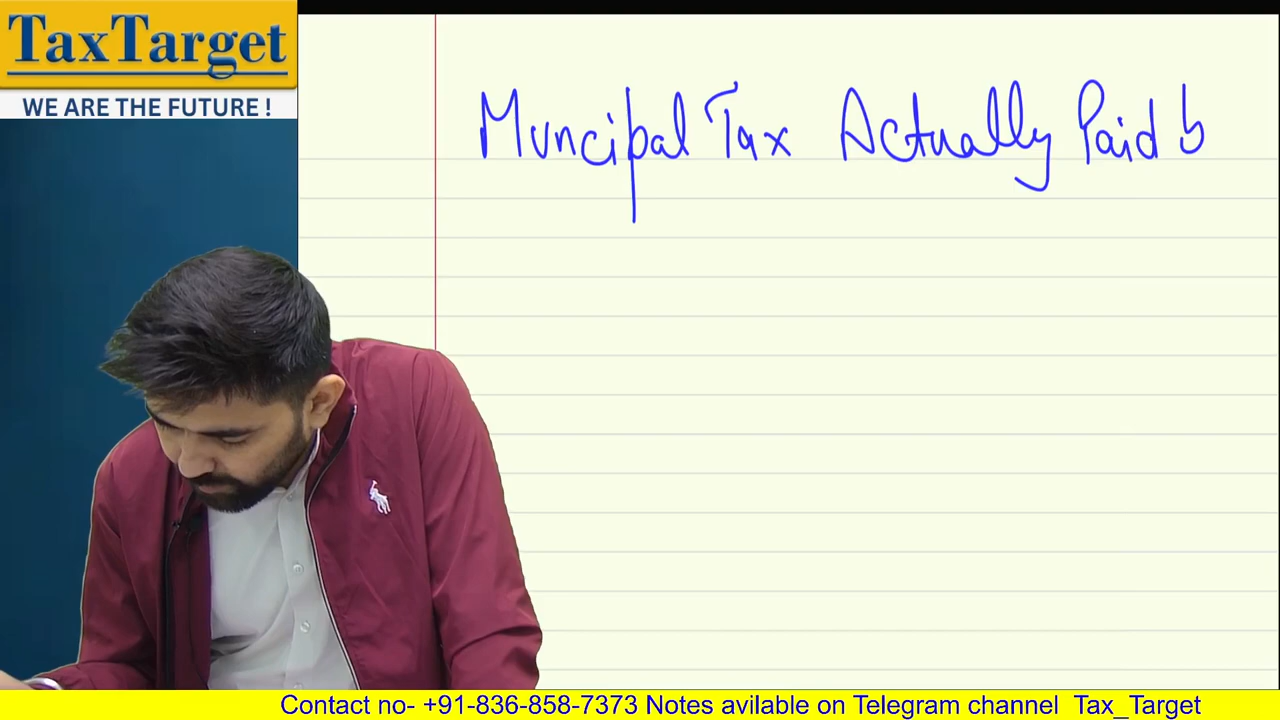 TaxTarget
WE ARE THE FUTURE !
Muncipal Tax Actually Paid b
Contact no- +91-836-858-7373 Notes avilable on Telegram channel Tax_Target